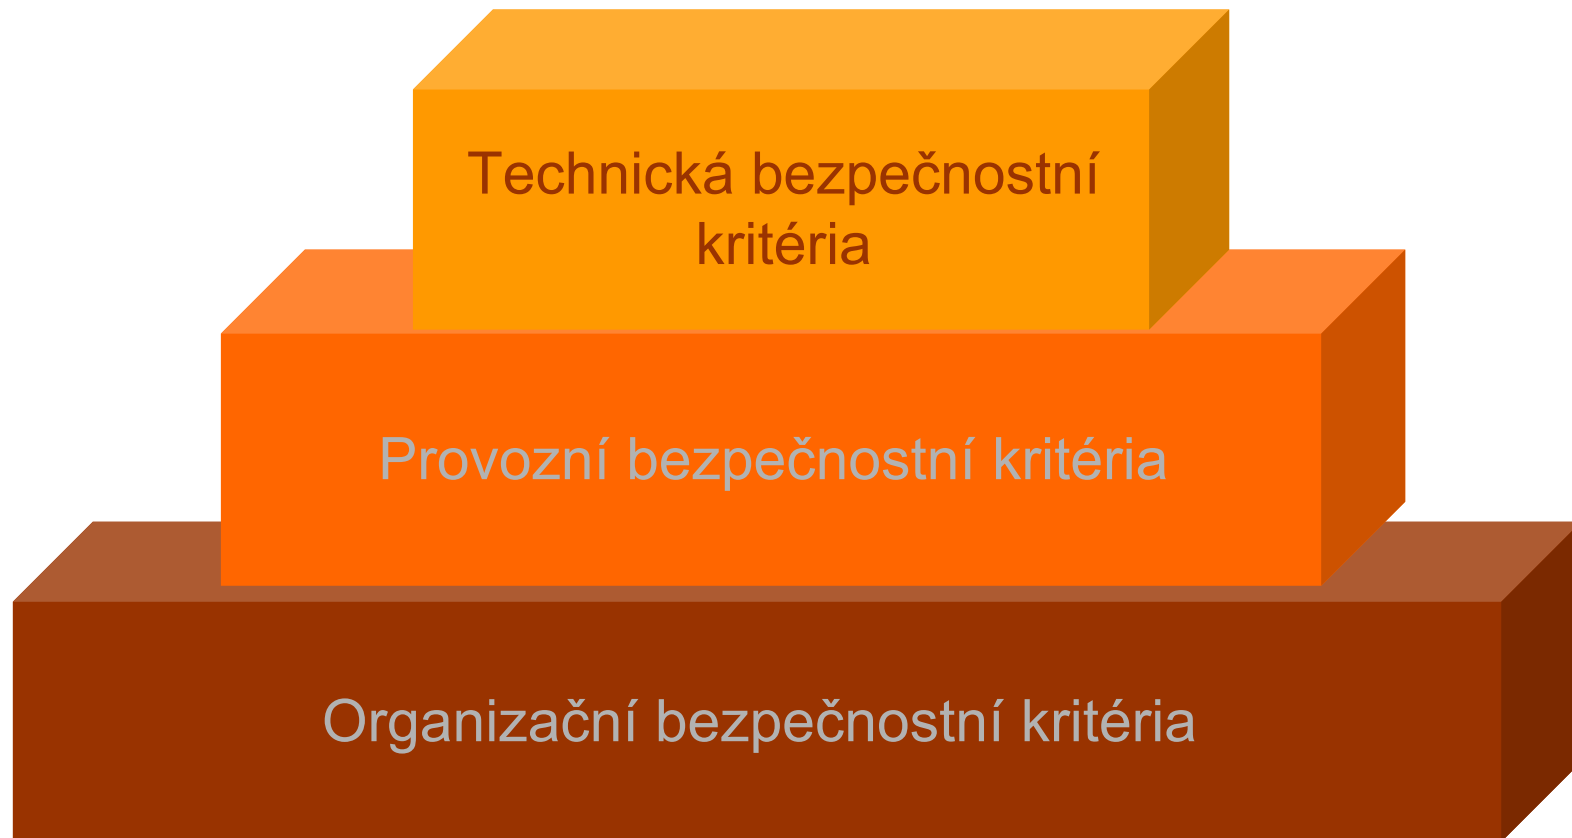 Technická bezpečnostní
kritéria
Provozní bezpečnostní kritéria
Organizační bezpečnostní kritéria